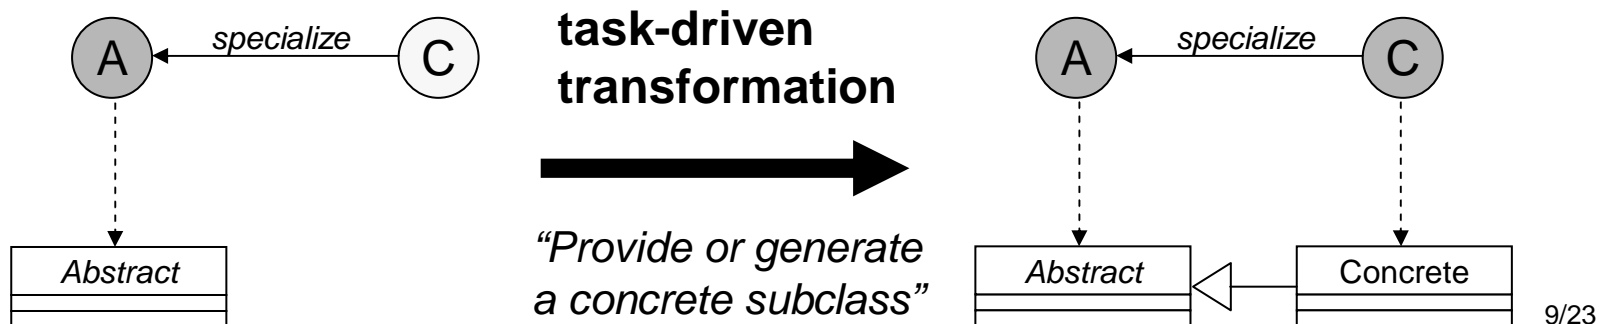 A
specialize
C
Abstract
task-driven
transformation
“Provide or generate
a concrete subclass”
A
specialize
C
Abstract
Concrete
9/23